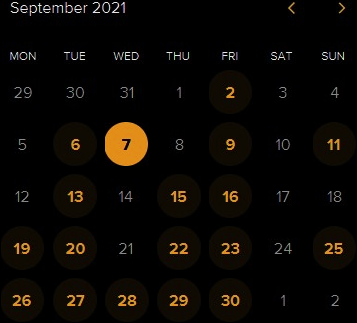 September 2021 < >
MON TUE WED THU FRI SAT SUN
29 30 31 1 2 3 4
5 6 7 8 9 10 11
12 13 14 15 16 17 18
19 20 21 22 23 24 25
26 27 28 29 30 1 2